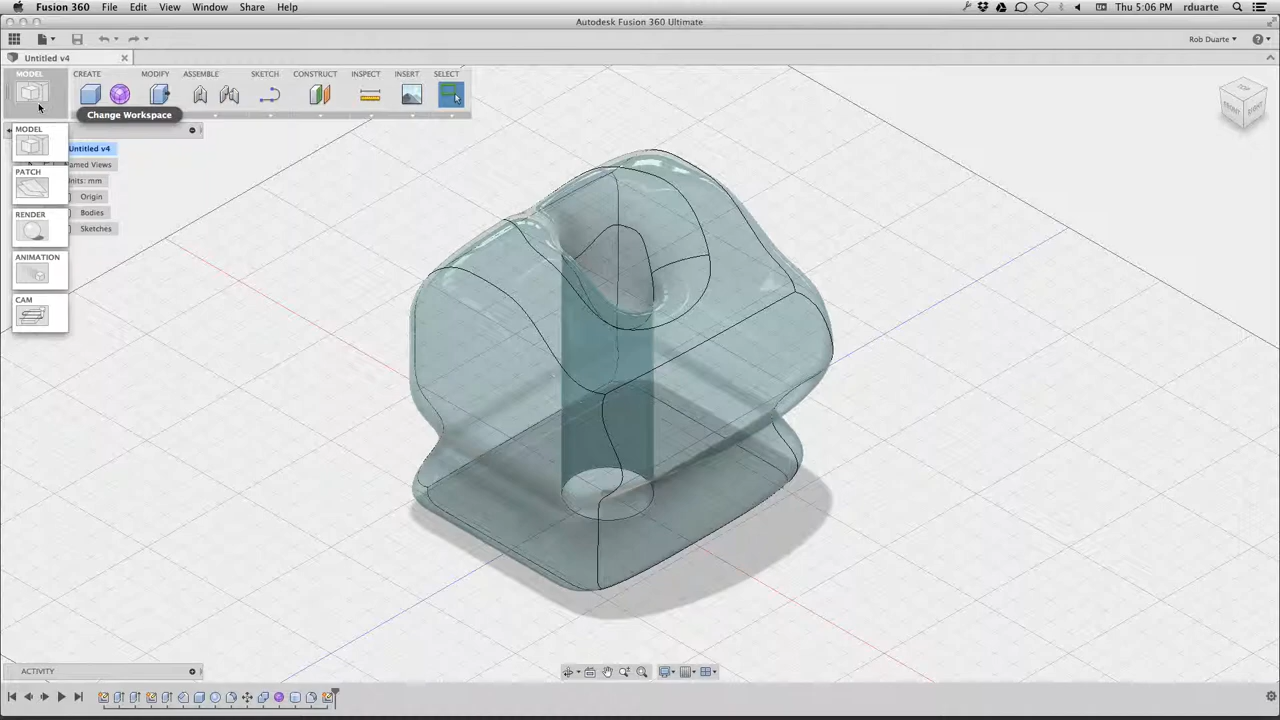 Fusion 360 File Edit View Window Share Help Thu 5:06 PM rduarte
Autodesk Fusion 360 Ultimate
Rob Duarte
Untitled v4
MODEL CREATE MODIFY ASSEMBLE SKETCH CONSTRUCT INSPECT INSERT SELECT
Change Workspace
MODEL
Untitled v4
amed Views
PATCH
nits: mm
Origin
RENDER
Bodies
Sketches
ANIMATION
CAM
ACTIVITY